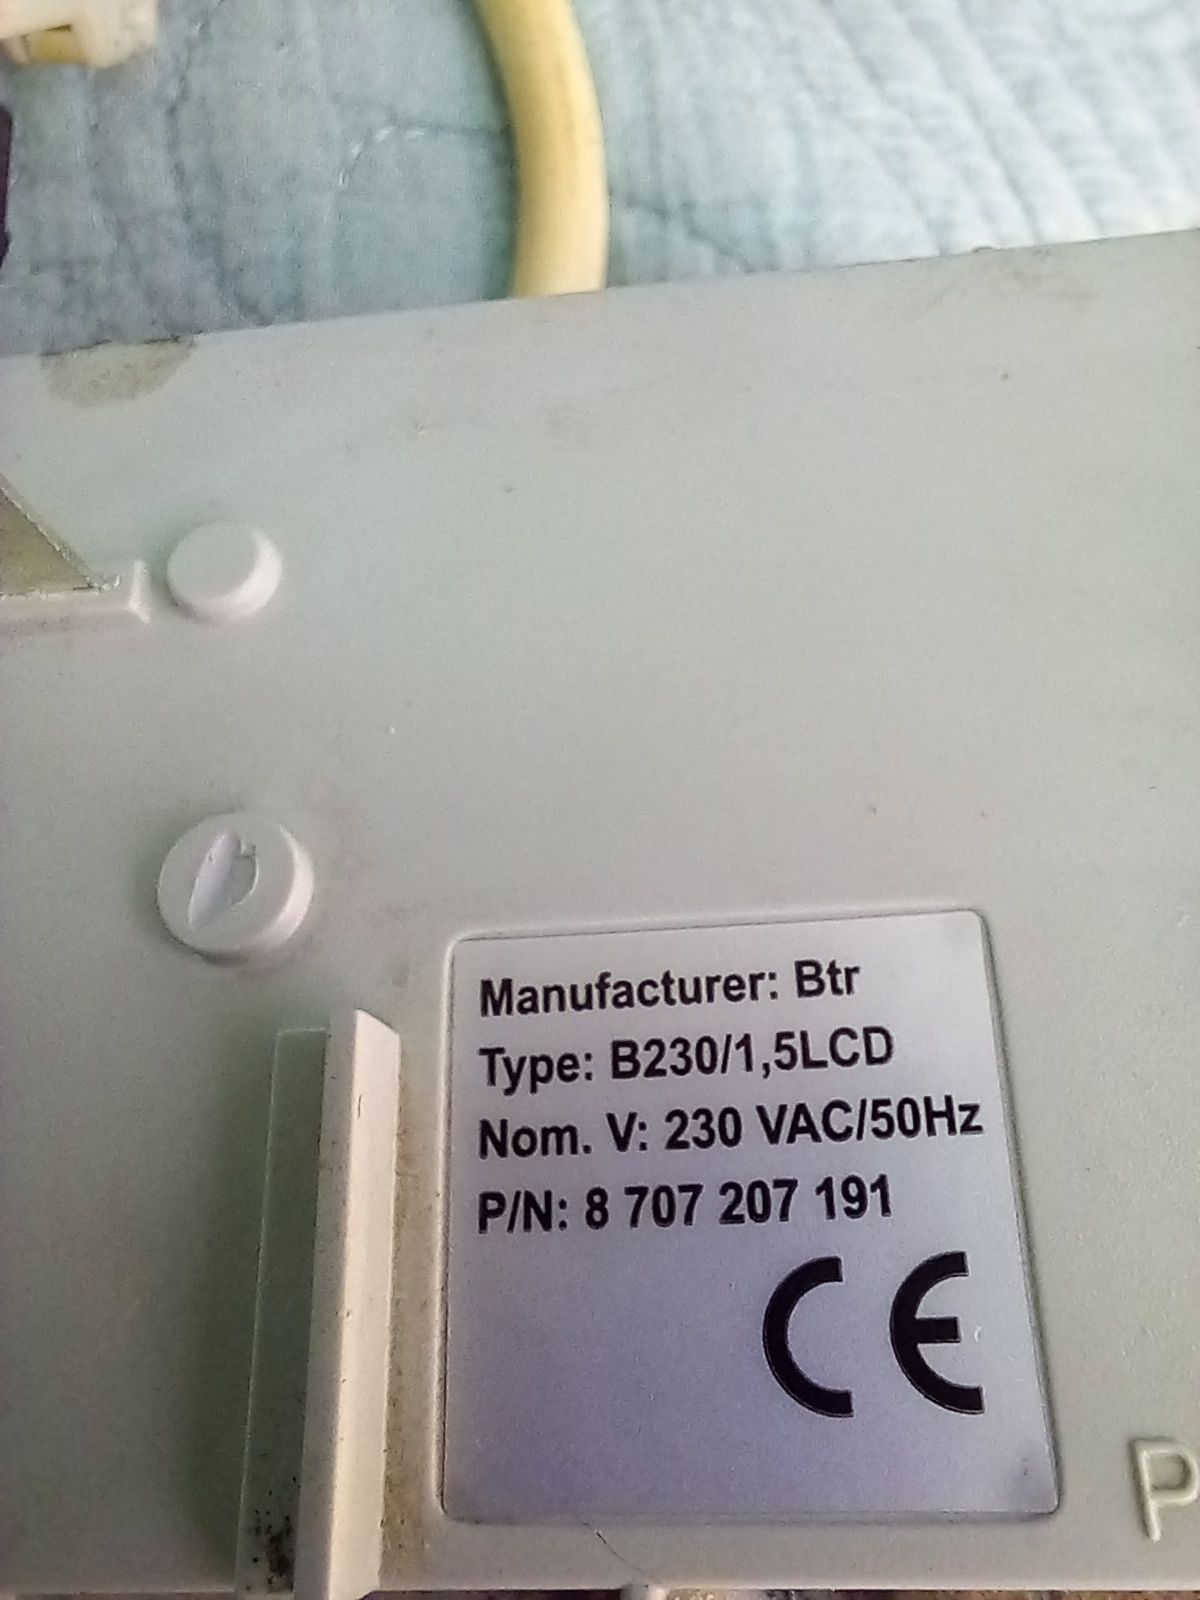 Manufacturer: Btr
Type: B230/1,5LCD
Nom. V: 230 VAC/50Hz
P/N: 8 707 207 191
CE
P